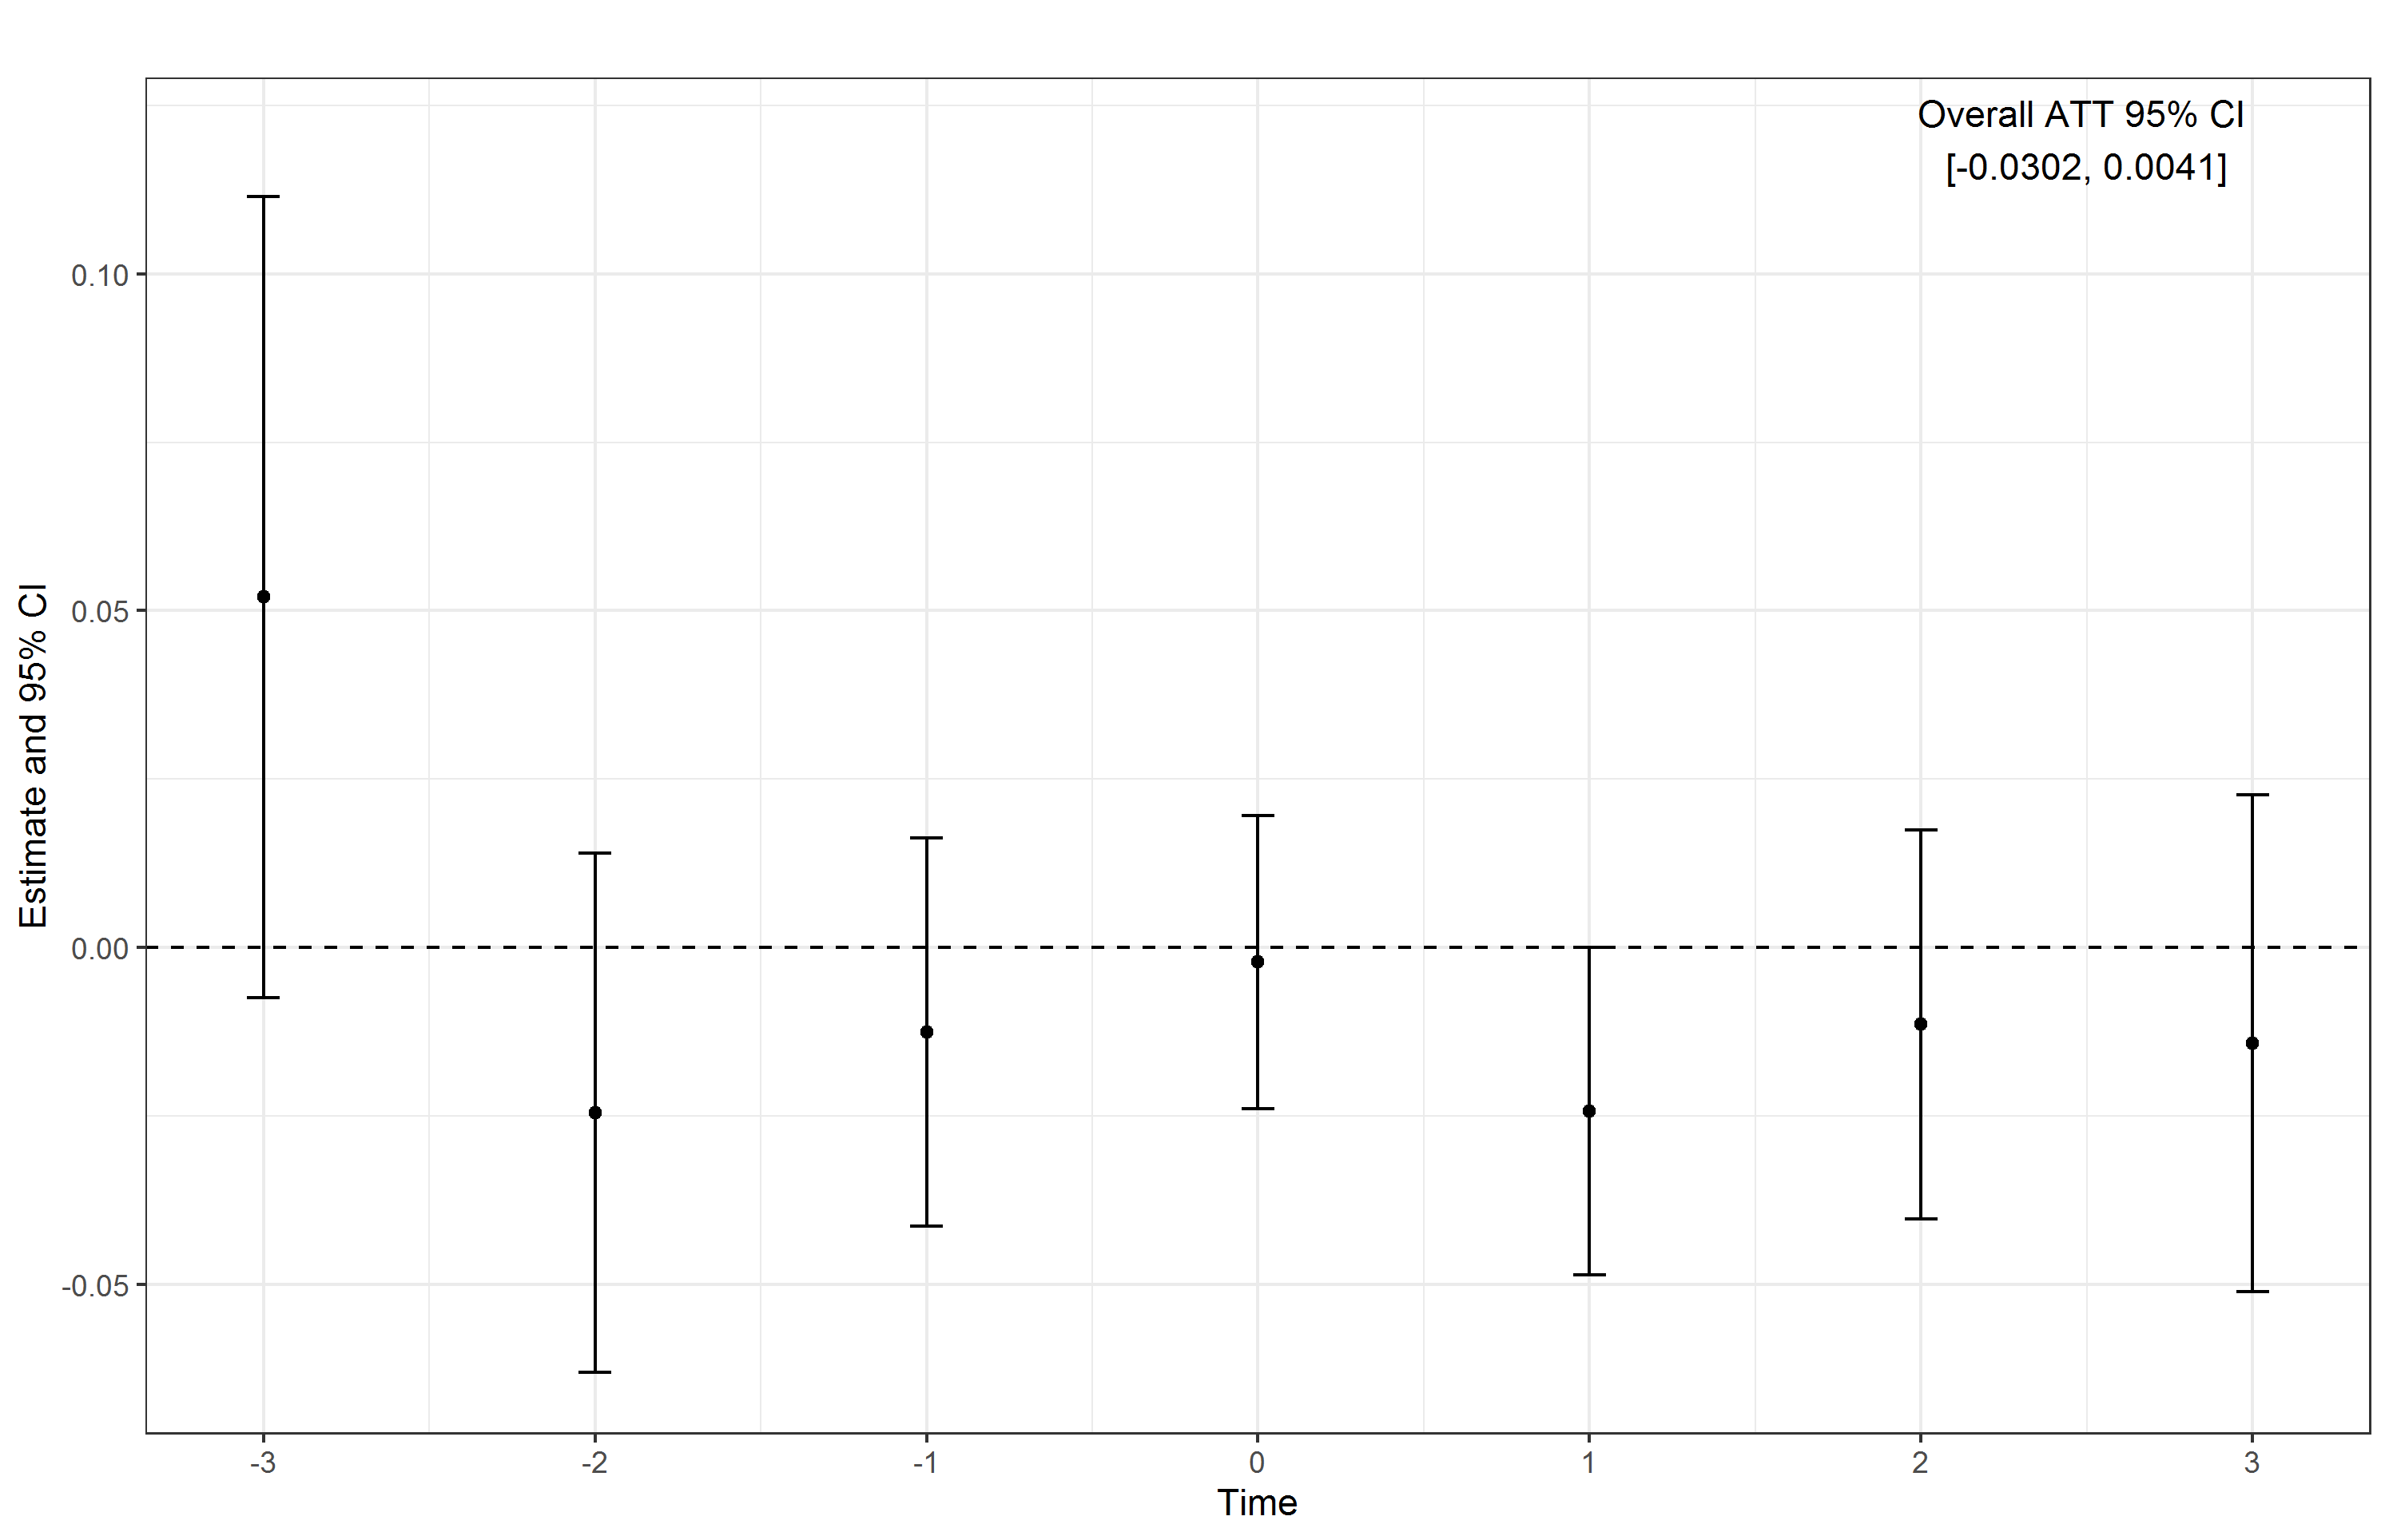 Overall ATT 95% CI
[-0.0302, 0.0041]
Estimate and 95% CI
0.10
0.05
0.00
-0.05
-3 -2 -1 0 1 2 3
Time